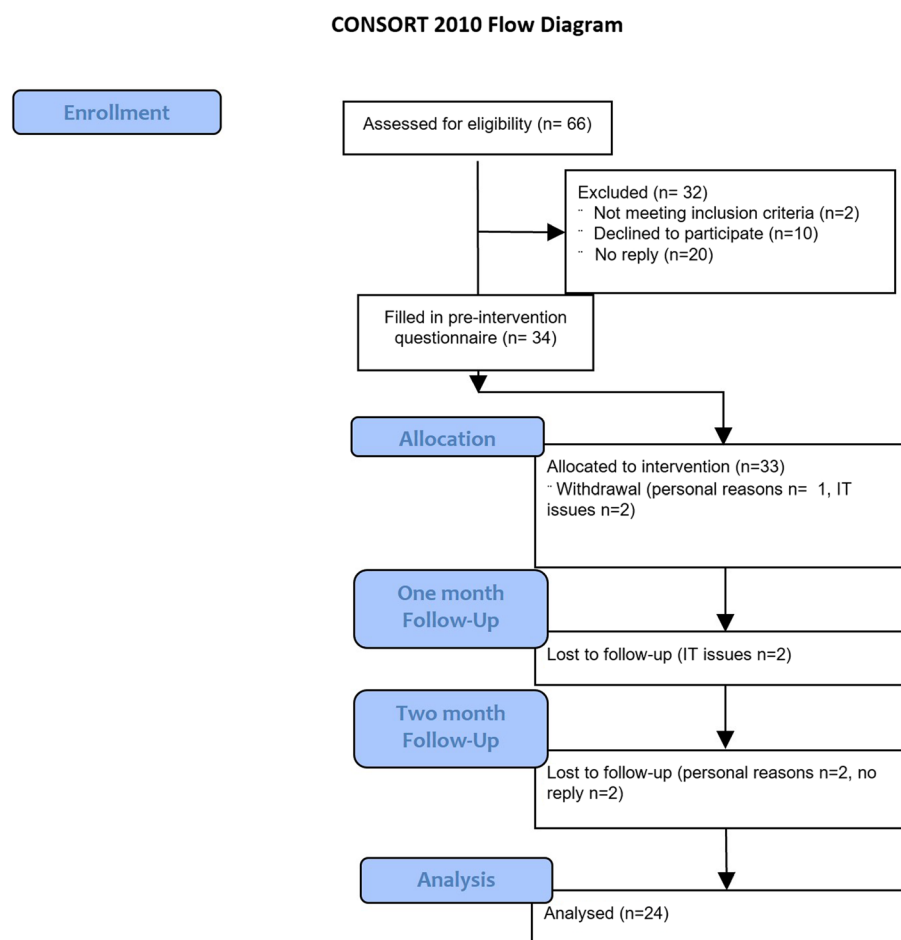 CONSORT 2010 Flow Diagram
Enrollment
Assessed for eligibility (n= 66)
Excluded (n= 32)
¨ Not meeting inclusion criteria (n=2)
¨ Declined to participate (n=10)
¨ No reply (n=20)
Filled in pre-intervention
questionnaire (n= 34)
Allocation
Allocated to intervention (n=33)
¨ Withdrawal (personal reasons n= 1, IT
issues n=2)
One month
Follow-Up
Lost to follow-up (IT issues n=2)
Two month
Follow-Up
Lost to follow-up (personal reasons n=2, no
reply n=2)
Analysis
Analysed (n=24)